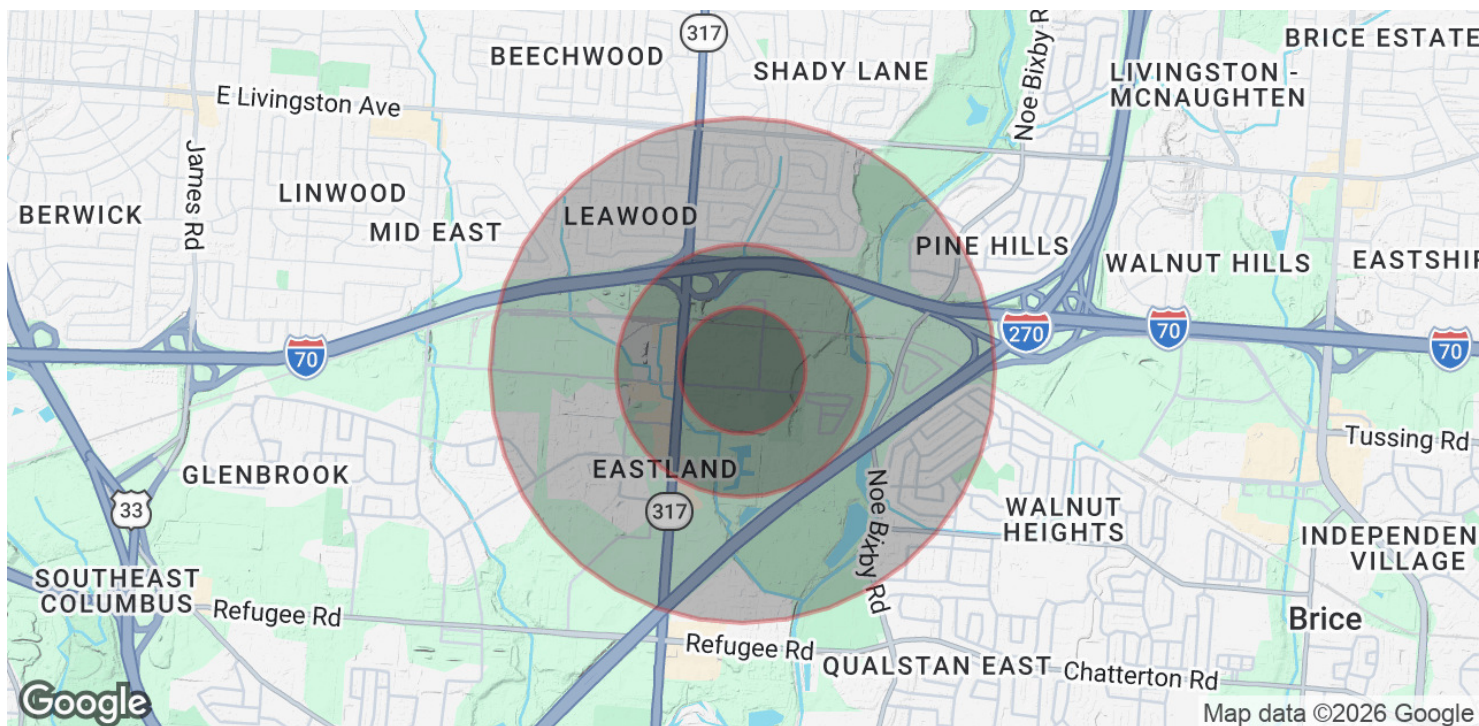 317
BEECHWOOD
SHADY LANE
Noe Bixby R
BRICE ESTATE
LIVINGSTON -
MCNAUGHTEN
E Livingston Ave
James Rd
LINWOOD
BERWICK
MID EAST
LEAWOOD
PINE HILLS
WALNUT HILLS
EASTSHI
70
270
70
70
Tussing Rd
GLENBROOK
EASTLAND
33
317
Noe Bixby Rd
WALNUT
HEIGHTS
INDEPENDEN
VILLAGE
SOUTHEAST
COLUMBUS
Refugee Rd
Brice
Refugee Rd
QUALSTAN EAST
Chatterton Rd
Google
Map data ©2026 Google